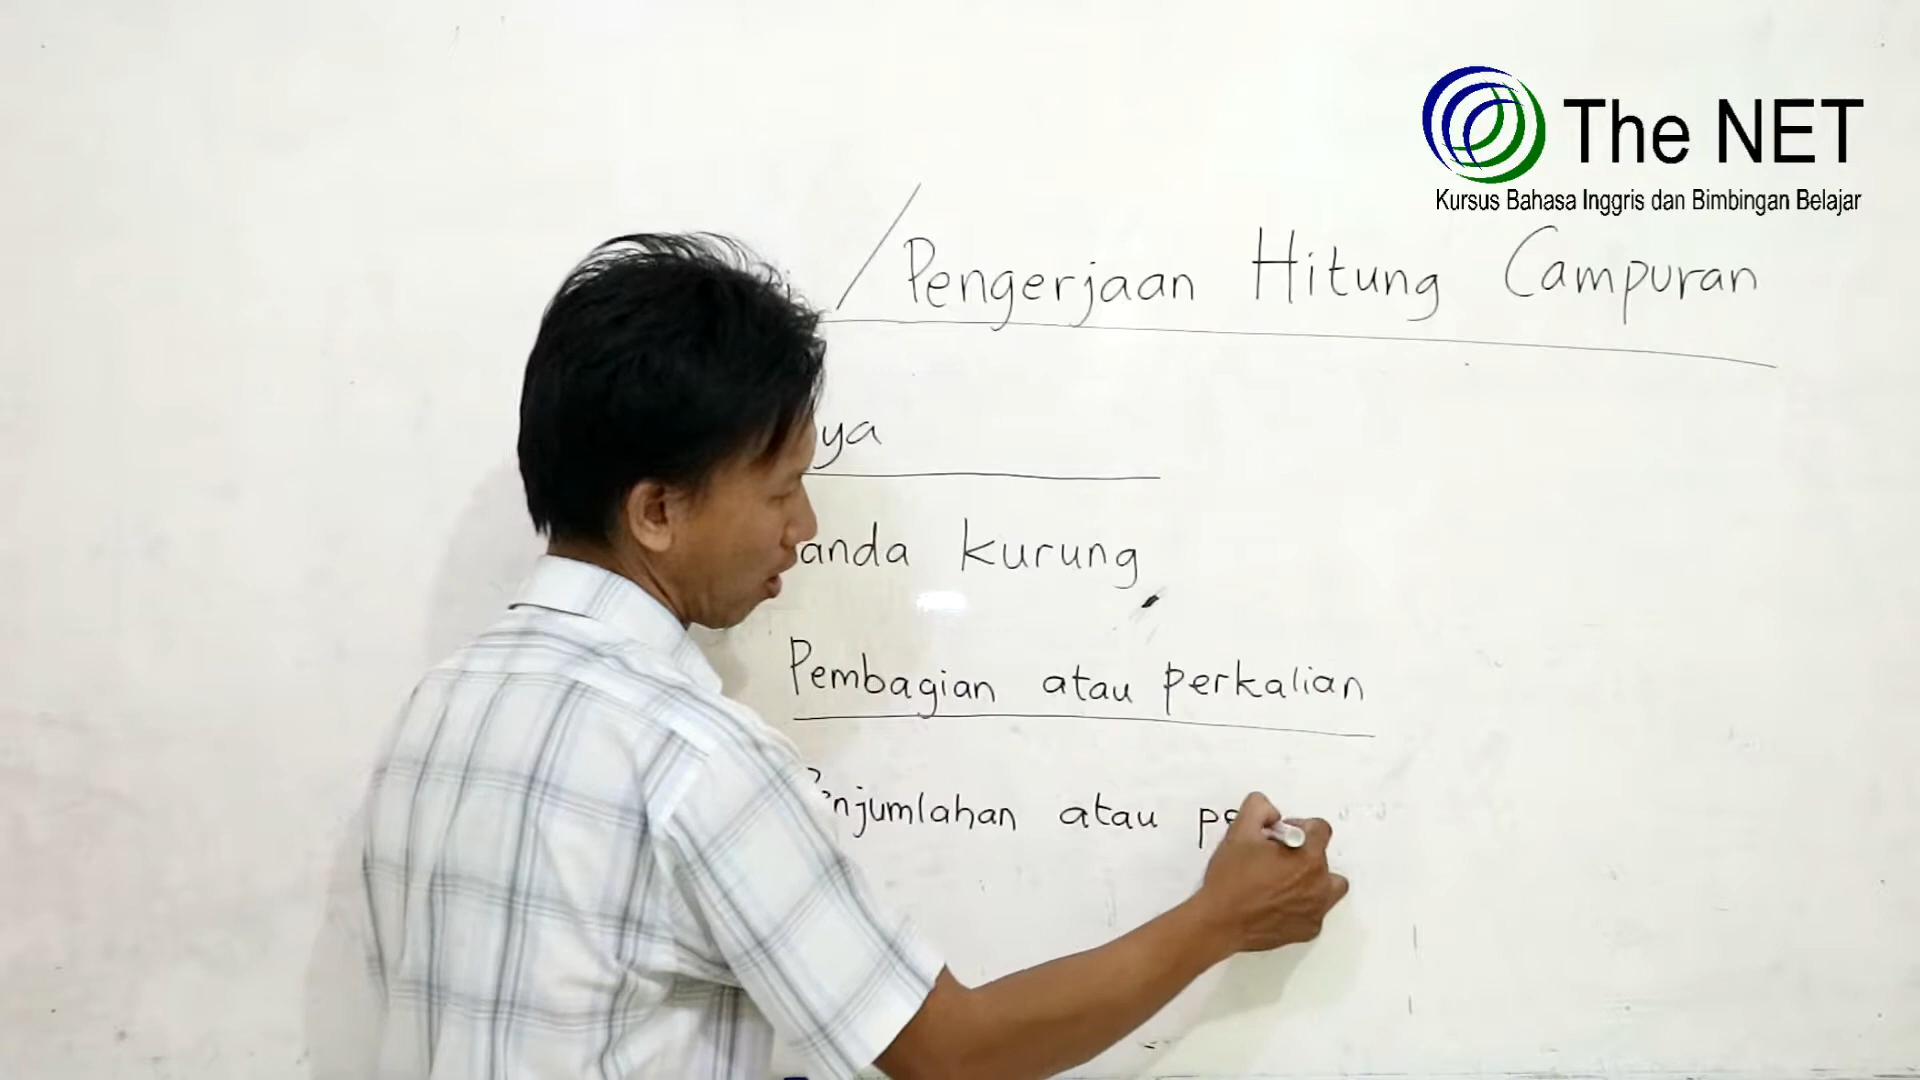 The NET
Kursus Bahasa Inggris dan Bimbingan Belajar
/ Pengerjaan Hitung Campuran
ya
anda kurung
Pembagian atau perkalian
njumlahan atau pe